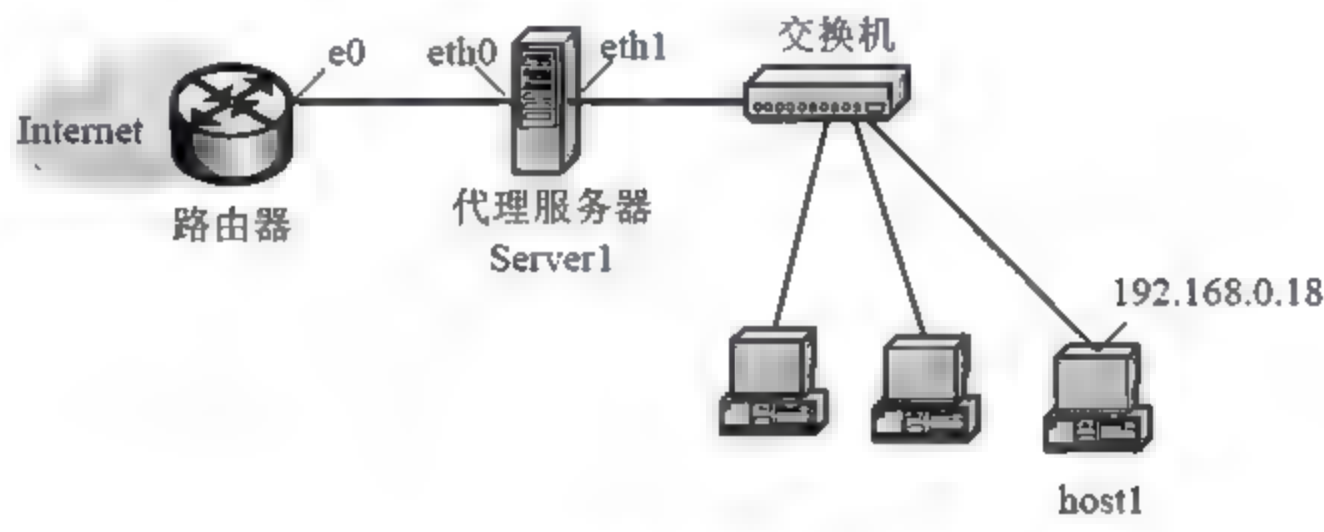 交换机
e0
eth0
eth1
Internet
路由器
代理服务器
Server1
192.168.0.18
host1